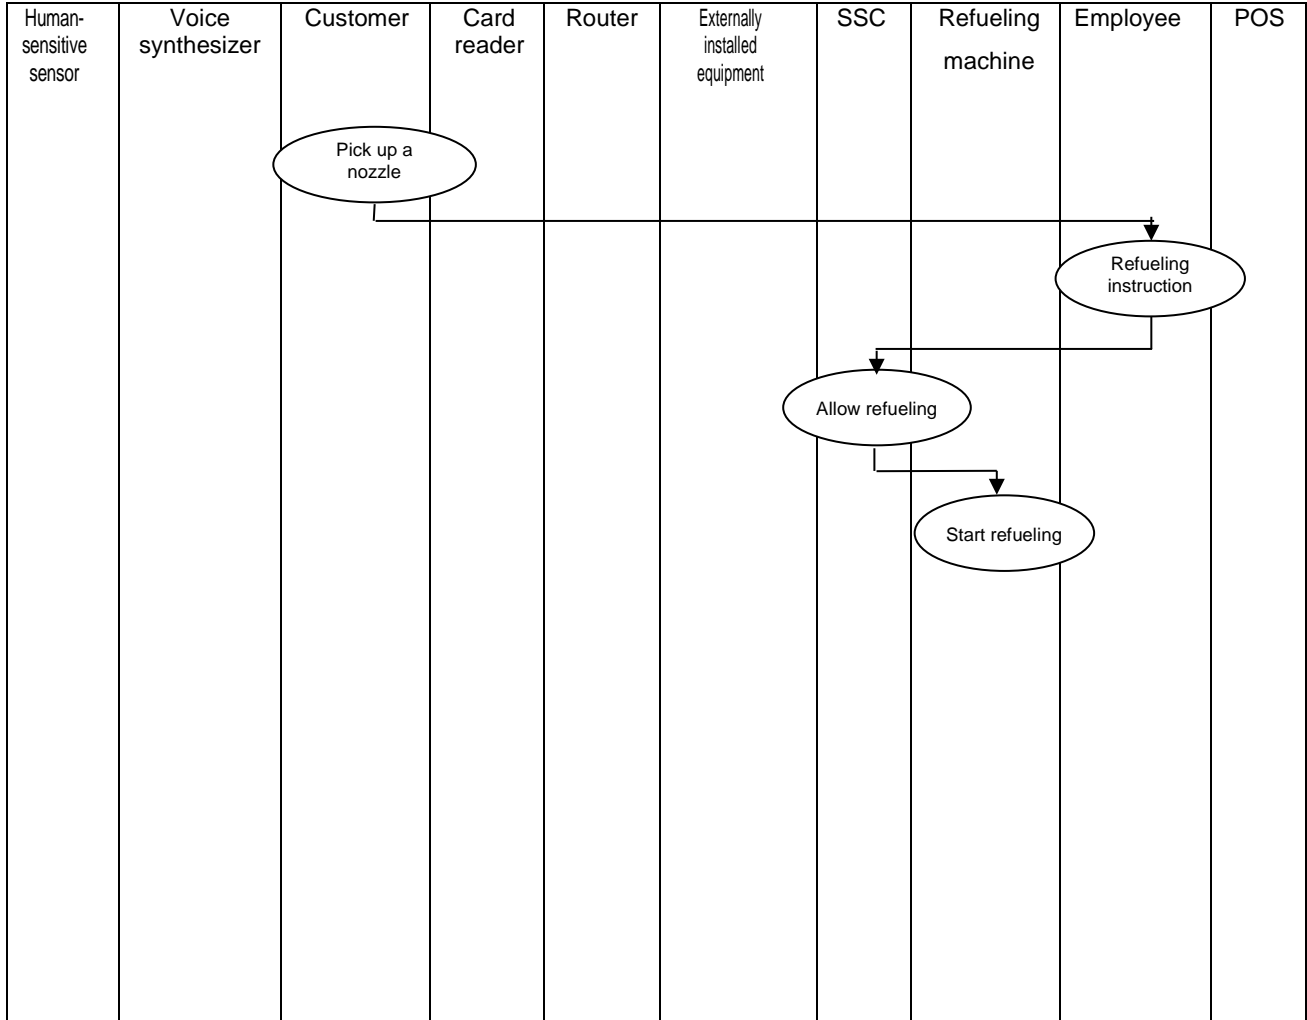 Human-
sensitive
sensor
Voice
synthesizer
Customer
Card
reader
Router
Externally
installed
equipment
SSC
Refueling
machine
Employee
POS
Pick up a
nozzle
Refueling
instruction
Allow refueling
Start refueling